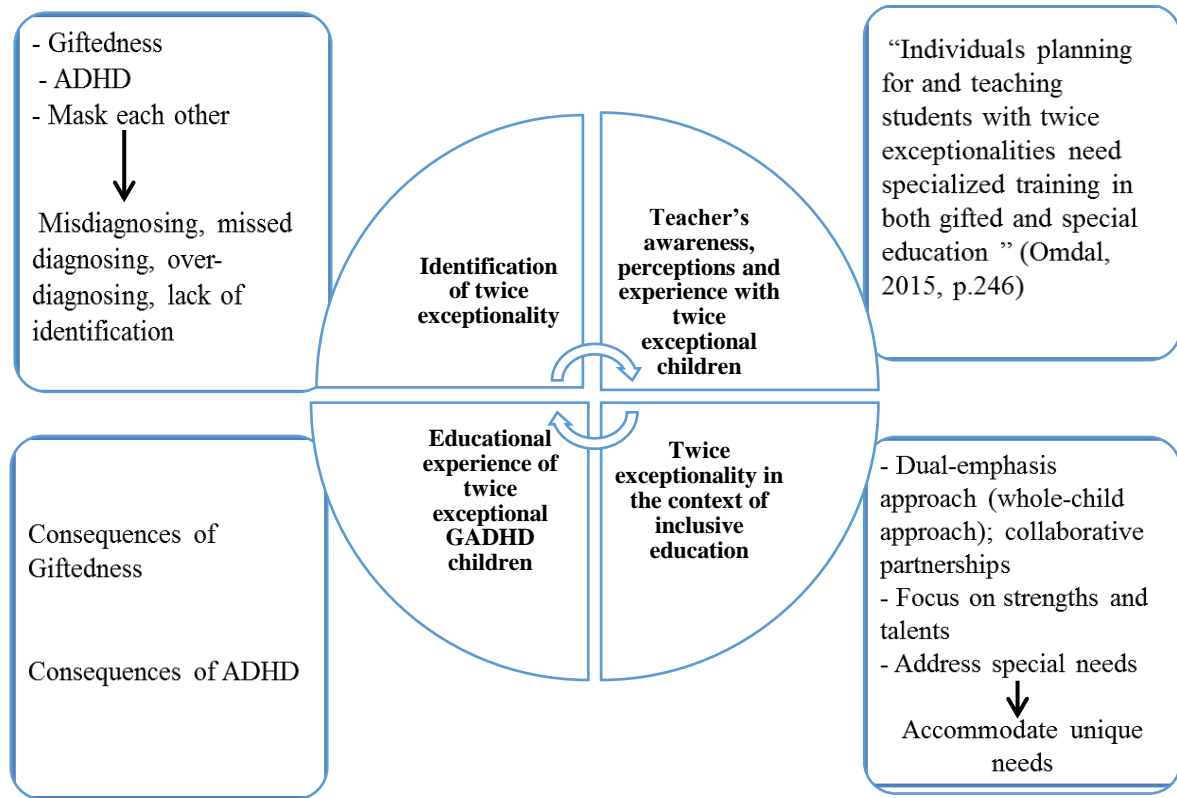 - Giftedness
- ADHD
- Mask each other
Misdiagnosing, missed
diagnosing, over-
diagnosing, lack of
identification
“Individuals planning
for and teaching
students with twice
exceptionalities need
specialized training in
both gifted and special
education ” (Omdal,
2015, p.246)
Identification
of twice
exceptionality
Teacher’s
awareness,
perceptions and
experience with
twice
exceptional
children
Educational
experience of
twice
exceptional
GADHD
children
Twice
exceptionality in
the context of
inclusive
education
Consequences of
Giftedness
Consequences of ADHD
- Dual-emphasis
approach (whole-child
approach); collaborative
partnerships
- Focus on strengths and
talents
- Address special needs
Accommodate unique
needs